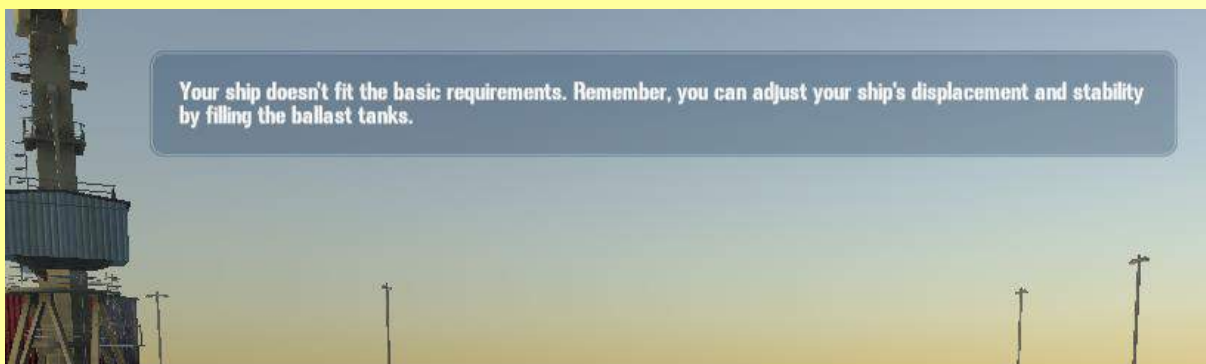 Your ship doesn't fit the basic requirements. Remember, you can adjust your ship's displacement and stability
by filling the ballast tanks.